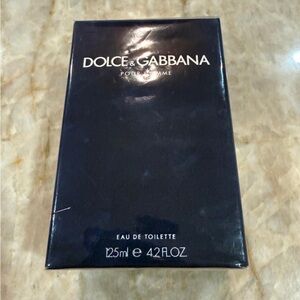 DOLCE & GABBANA
POUR HOMME
EAU DE TOILETTE
125ml e 4.2 FL.OZ.